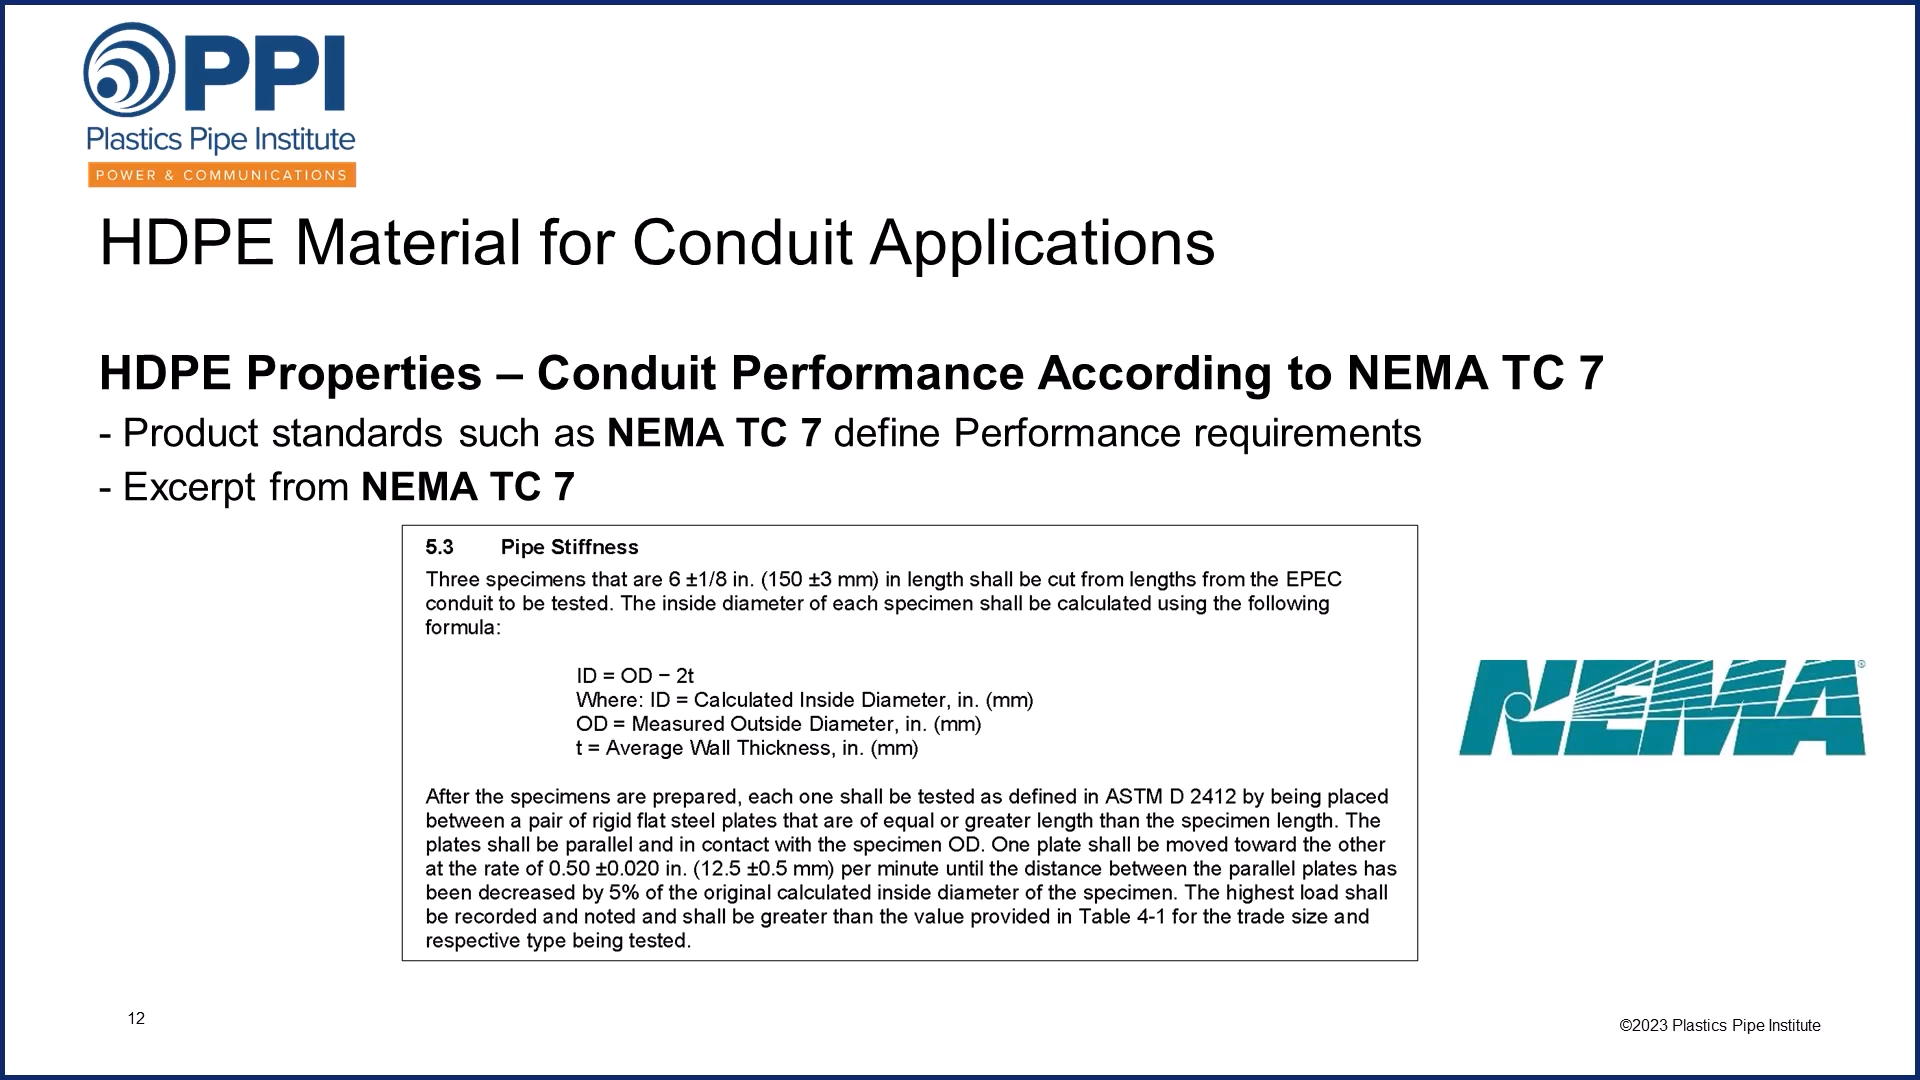 PPI
Plastics Pipe Institute
POWER & COMMUNICATIONS
HDPE Material for Conduit Applications
HDPE Properties – Conduit Performance According to NEMA TC 7
- Product standards such as NEMA TC 7 define Performance requirements
- Excerpt from NEMA TC 7
5.3 Pipe Stiffness
Three specimens that are 6 ±1/8 in. (150 ±3 mm) in length shall be cut from lengths from the EPEC
conduit to be tested. The inside diameter of each specimen shall be calculated using the following
formula:
ID = OD − 2t
Where: ID = Calculated Inside Diameter, in. (mm)
OD = Measured Outside Diameter, in. (mm)
t = Average Wall Thickness, in. (mm)
After the specimens are prepared, each one shall be tested as defined in ASTM D 2412 by being placed
between a pair of rigid flat steel plates that are of equal or greater length than the specimen length. The
plates shall be parallel and in contact with the specimen OD. One plate shall be moved toward the other
at the rate of 0.50 ±0.020 in. (12.5 ±0.5 mm) per minute until the distance between the parallel plates has
been decreased by 5% of the original calculated inside diameter of the specimen. The highest load shall
be recorded and noted and shall be greater than the value provided in Table 4-1 for the trade size and
respective type being tested.
NEMA®
12
©2023 Plastics Pipe Institute